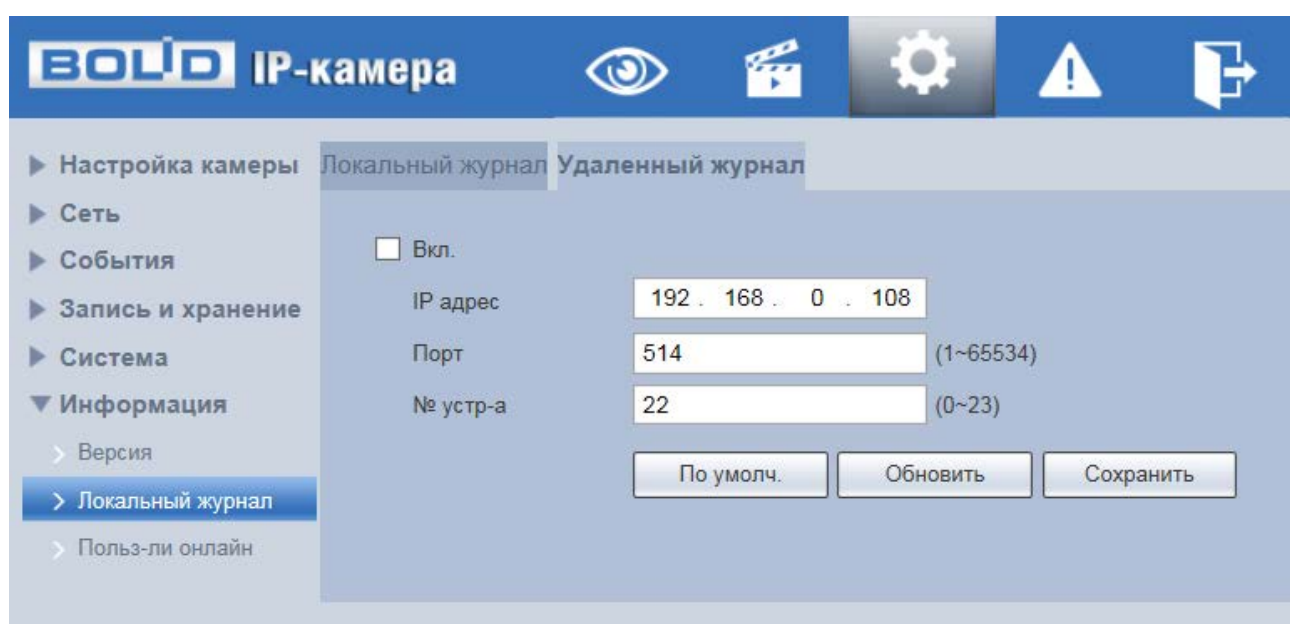 BOLID IP-камера
Настройка камеры
Сеть
События
Запись и хранение
Система
Информация
Версия
Локальный журнал
Польз-ли онлайн
Локальный журнал Удаленный журнал
Вкл.
IP адрес 192 . 168 . 0 . 108
Порт 514 (1~65534)
№ устр-а 22 (0~23)
По умолч. Обновить Сохранить